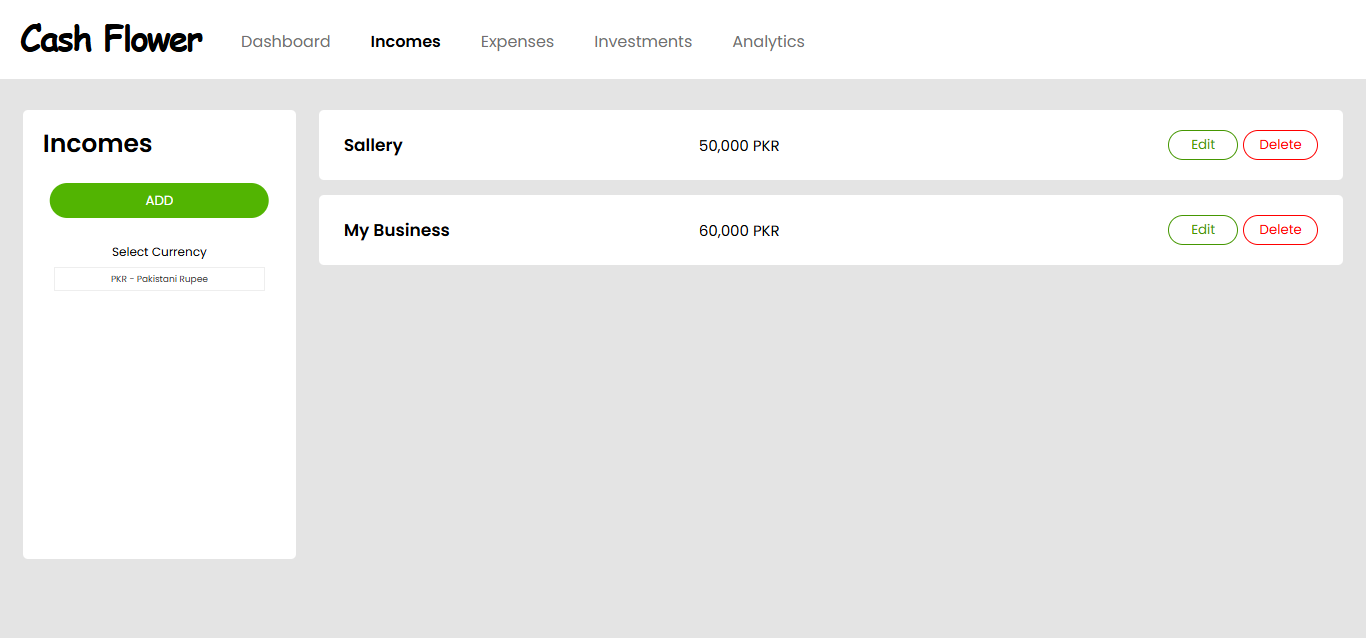 Cash Flower Dashboard Incomes Expenses Investments Analytics
Incomes
ADD
Select Currency
PKR - Pakistani Rupee
Sallery 50,000 PKR Edit Delete
My Business 60,000 PKR Edit Delete